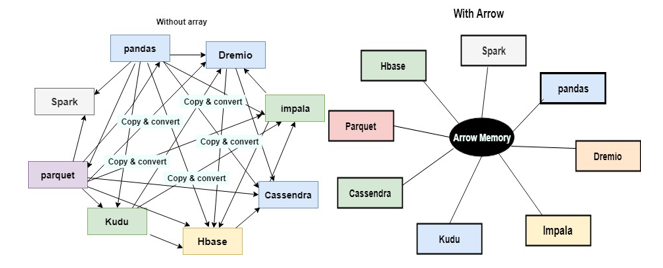 Without array
pandas
Dremio
Spark
Copy & convert
impala
Copy & convert
Copy & convert
Copy & convert
parquet
Copy & convert
Cassendra
Kudu
Hbase
With Arrow
Spark
Hbase
pandas
Parquet
Arrow Memory
Dremio
Cassendra
Kudu
Impala